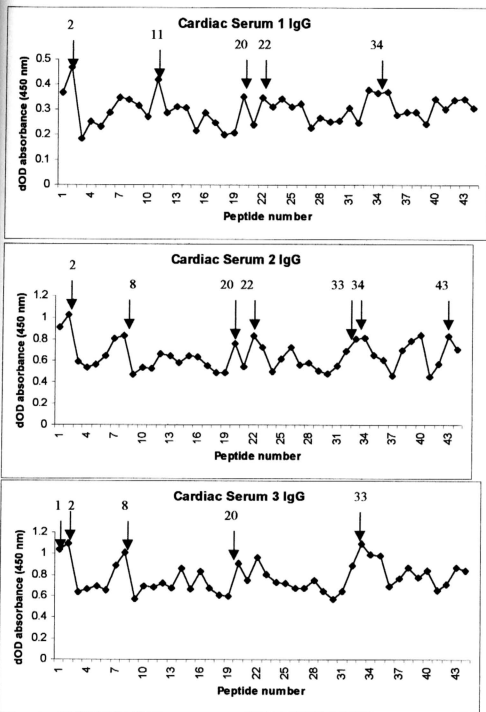 Cardiac Serum 1 IgG
2
11
20 22
34
dOD absorbance (450 nm)
0.5
0.4
0.3
0.2
0.1
0
1 4 7 10 13 16 19 22 25 28 31 34 37 40 43
Peptide number
Cardiac Serum 2 IgG
2
8
20 22
33 34
43
dOD absorbance (450 nm)
1.2
1
0.8
0.6
0.4
0.2
0
1 4 7 10 13 16 19 22 25 28 31 34 37 40 43
Peptide number
Cardiac Serum 3 IgG
1 2
8
20
33
dOD absorbance (450 nm)
1.2
1
0.8
0.6
0.4
0.2
0
1 4 7 10 13 16 19 22 25 28 31 34 37 40 43
Peptide number